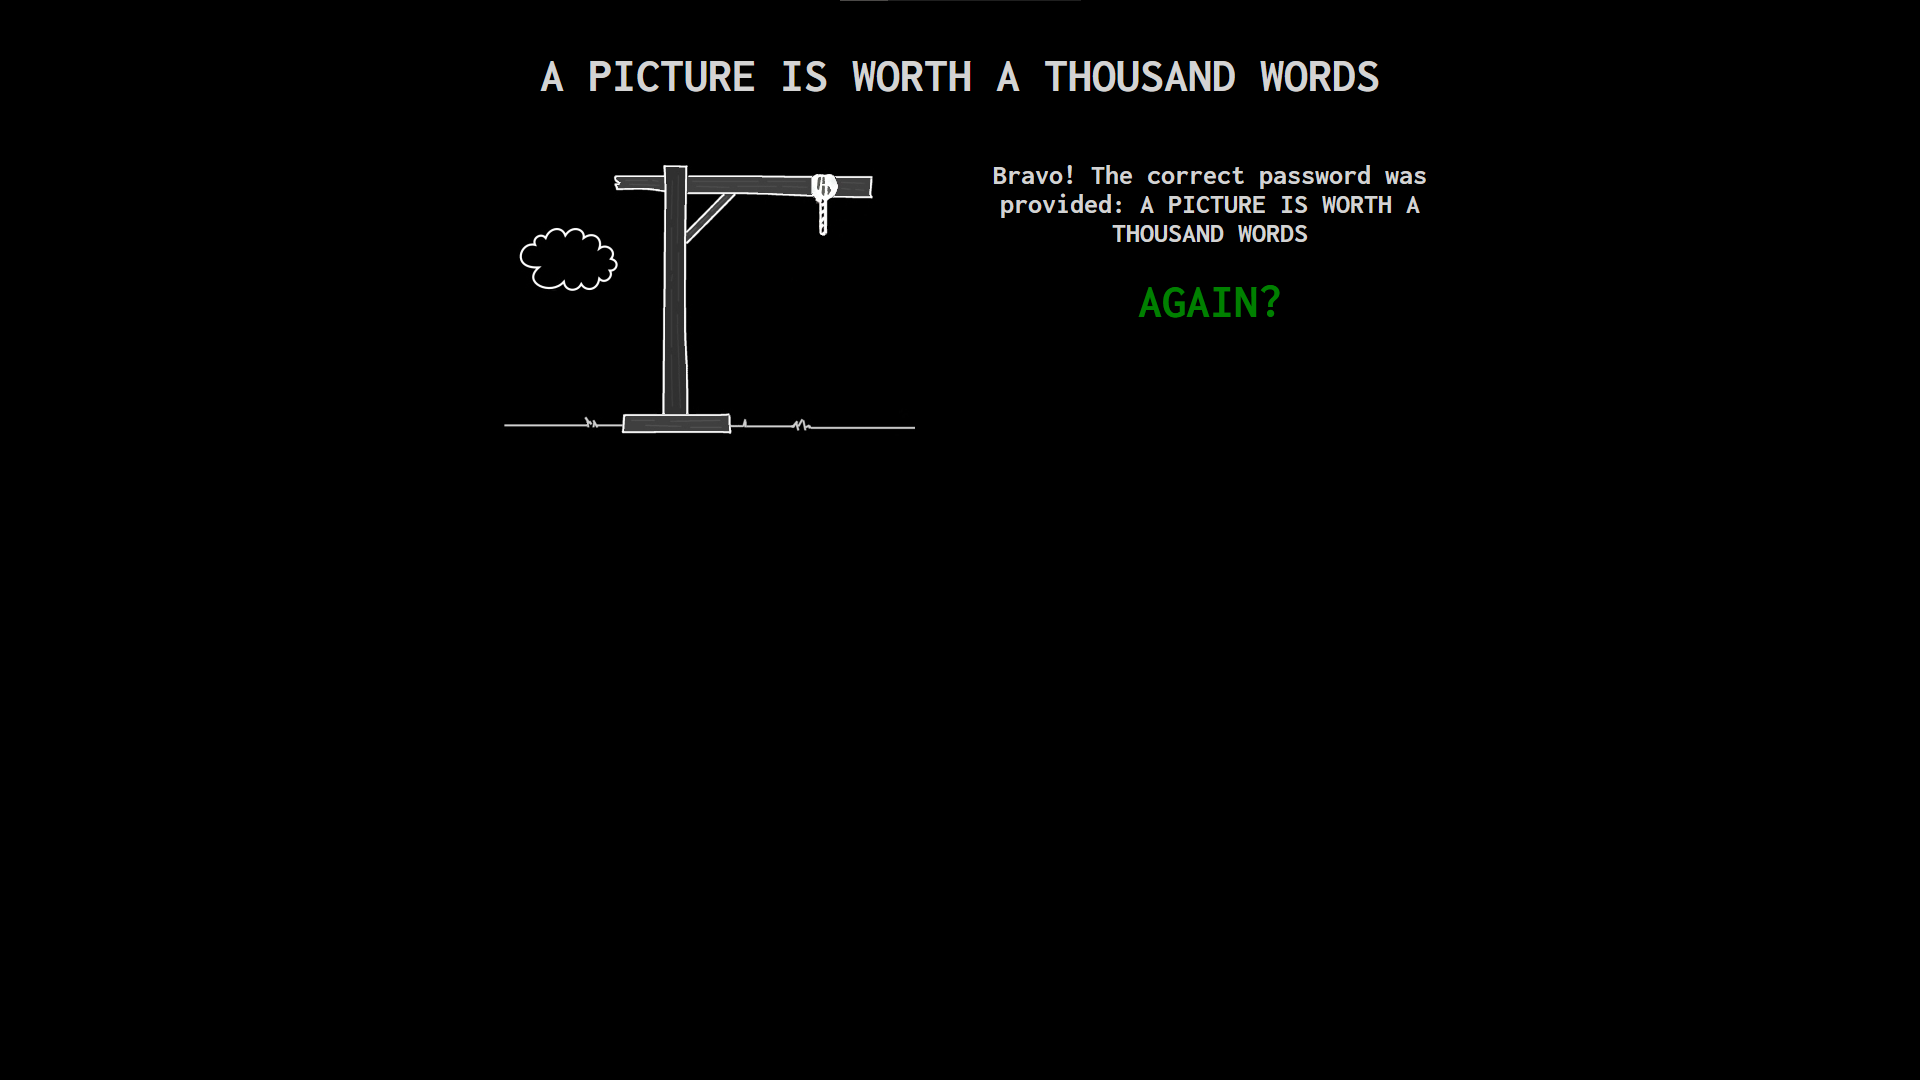 A PICTURE IS WORTH A THOUSAND WORDS
Bravo! The correct password was
provided: A PICTURE IS WORTH A
THOUSAND WORDS
AGAIN?